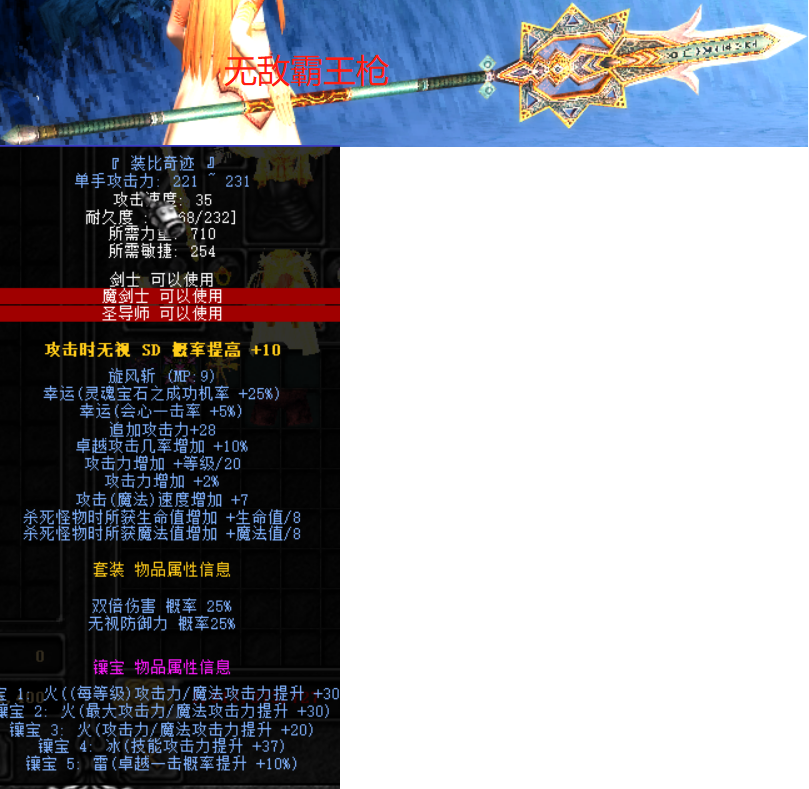 无敌霸王枪
『 装比奇迹 』
单手攻击力: 221 ~ 231
攻击速度: 35
耐久度 : 68/232]
所需力量: 710
所需敏捷: 254
剑士 可以使用
魔剑士 可以使用
圣导师 可以使用
攻击时无视 SD 概率提高 +10
旋风斩 (MP:9)
幸运(灵魂宝石之成功机率 +25%)
幸运(会心一击率 +5%)
追加攻击力+28
卓越攻击几率增加 +10%
攻击力增加 +等级/20
攻击力增加 +2%
攻击(魔法)速度增加 +7
杀死怪物时所获生命值增加 +生命值/8
杀死怪物时所获魔法值增加 +魔法值/8
套装 物品属性信息
双倍伤害 概率 25%
无视防御力 概率25%
0
镶宝 物品属性信息
宝 1: 火((每等级)攻击力/魔法攻击力提升 +30
镶宝 2: 火(最大攻击力/魔法攻击力提升 +30)
镶宝 3: 火(攻击力/魔法攻击力提升 +20)
镶宝 4: 冰(技能攻击力提升 +37)
镶宝 5: 雷(卓越一击概率提升 +10%)